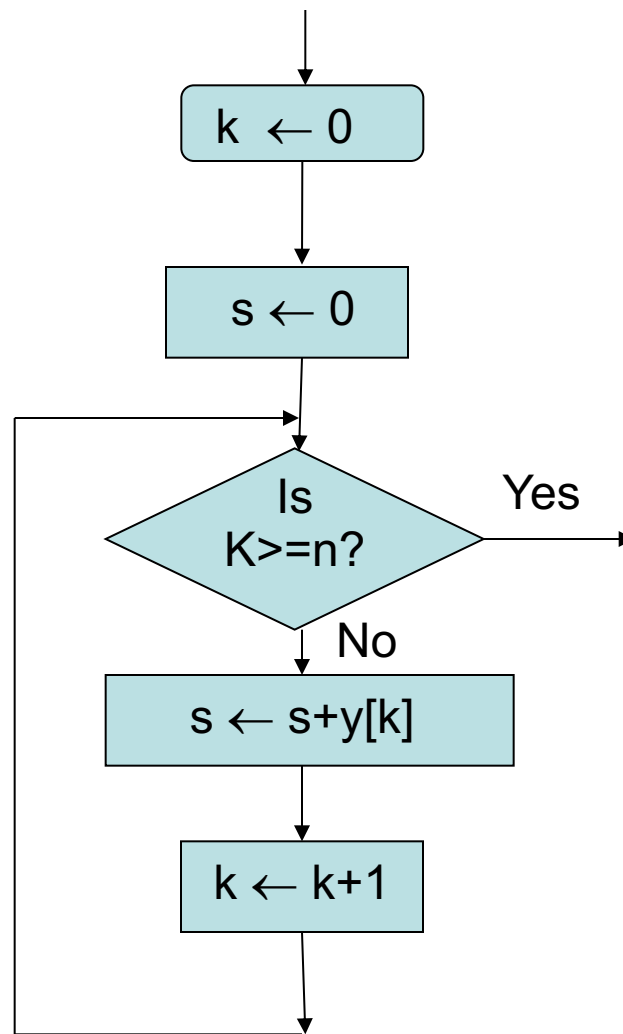 k ← 0
s ← 0
Is
K>=n?
Yes
No
s ← s+y[k]
k ← k+1